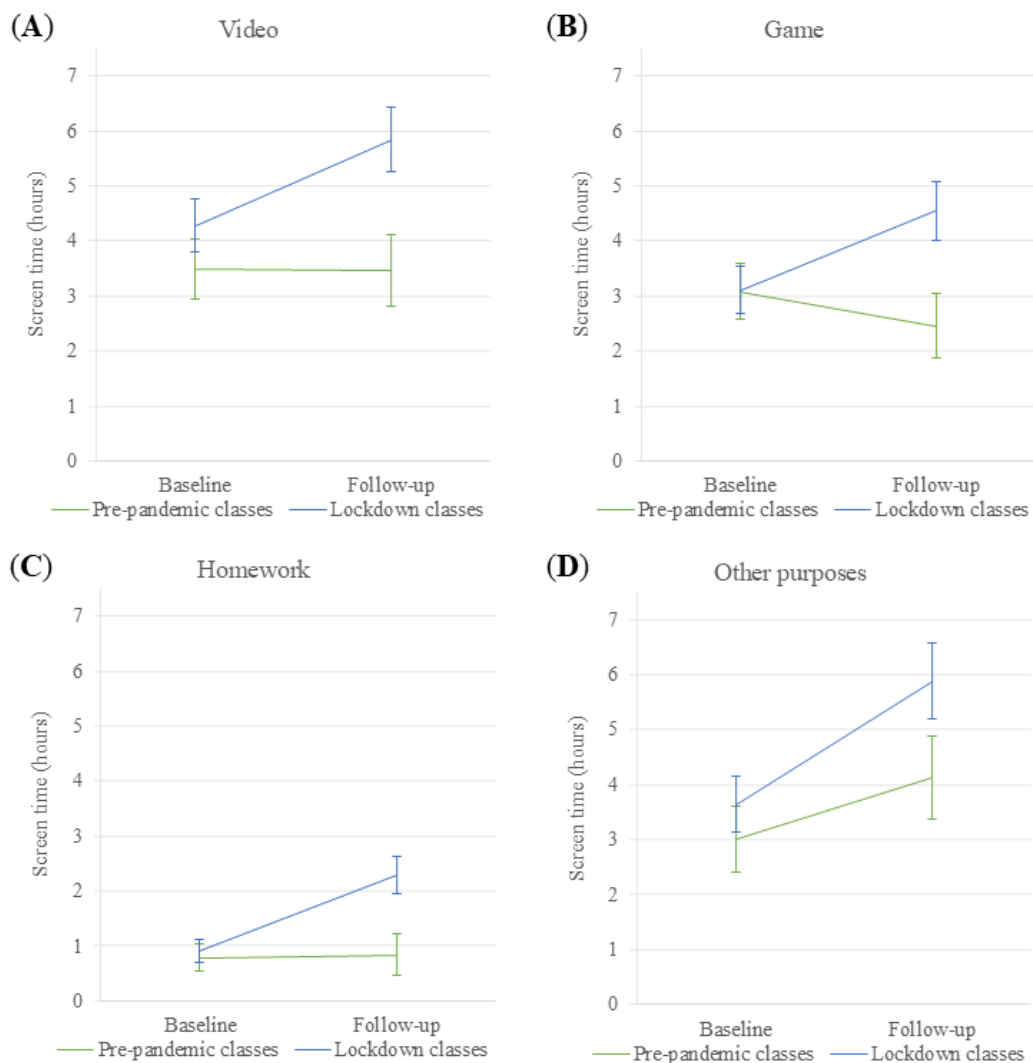 (A)
Video
Screen time (hours)
7
6
5
4
3
2
1
0
Baseline Follow-up
Pre-pandemic classes Lockdown classes
(B)
Game
Screen time (hours)
7
6
5
4
3
2
1
0
Baseline Follow-up
Pre-pandemic classes Lockdown classes
(C)
Homework
Screen time (hours)
7
6
5
4
3
2
1
0
Baseline Follow-up
Pre-pandemic classes Lockdown classes
(D)
Other purposes
Screen time (hours)
7
6
5
4
3
2
1
0
Baseline Follow-up
Pre-pandemic classes Lockdown classes